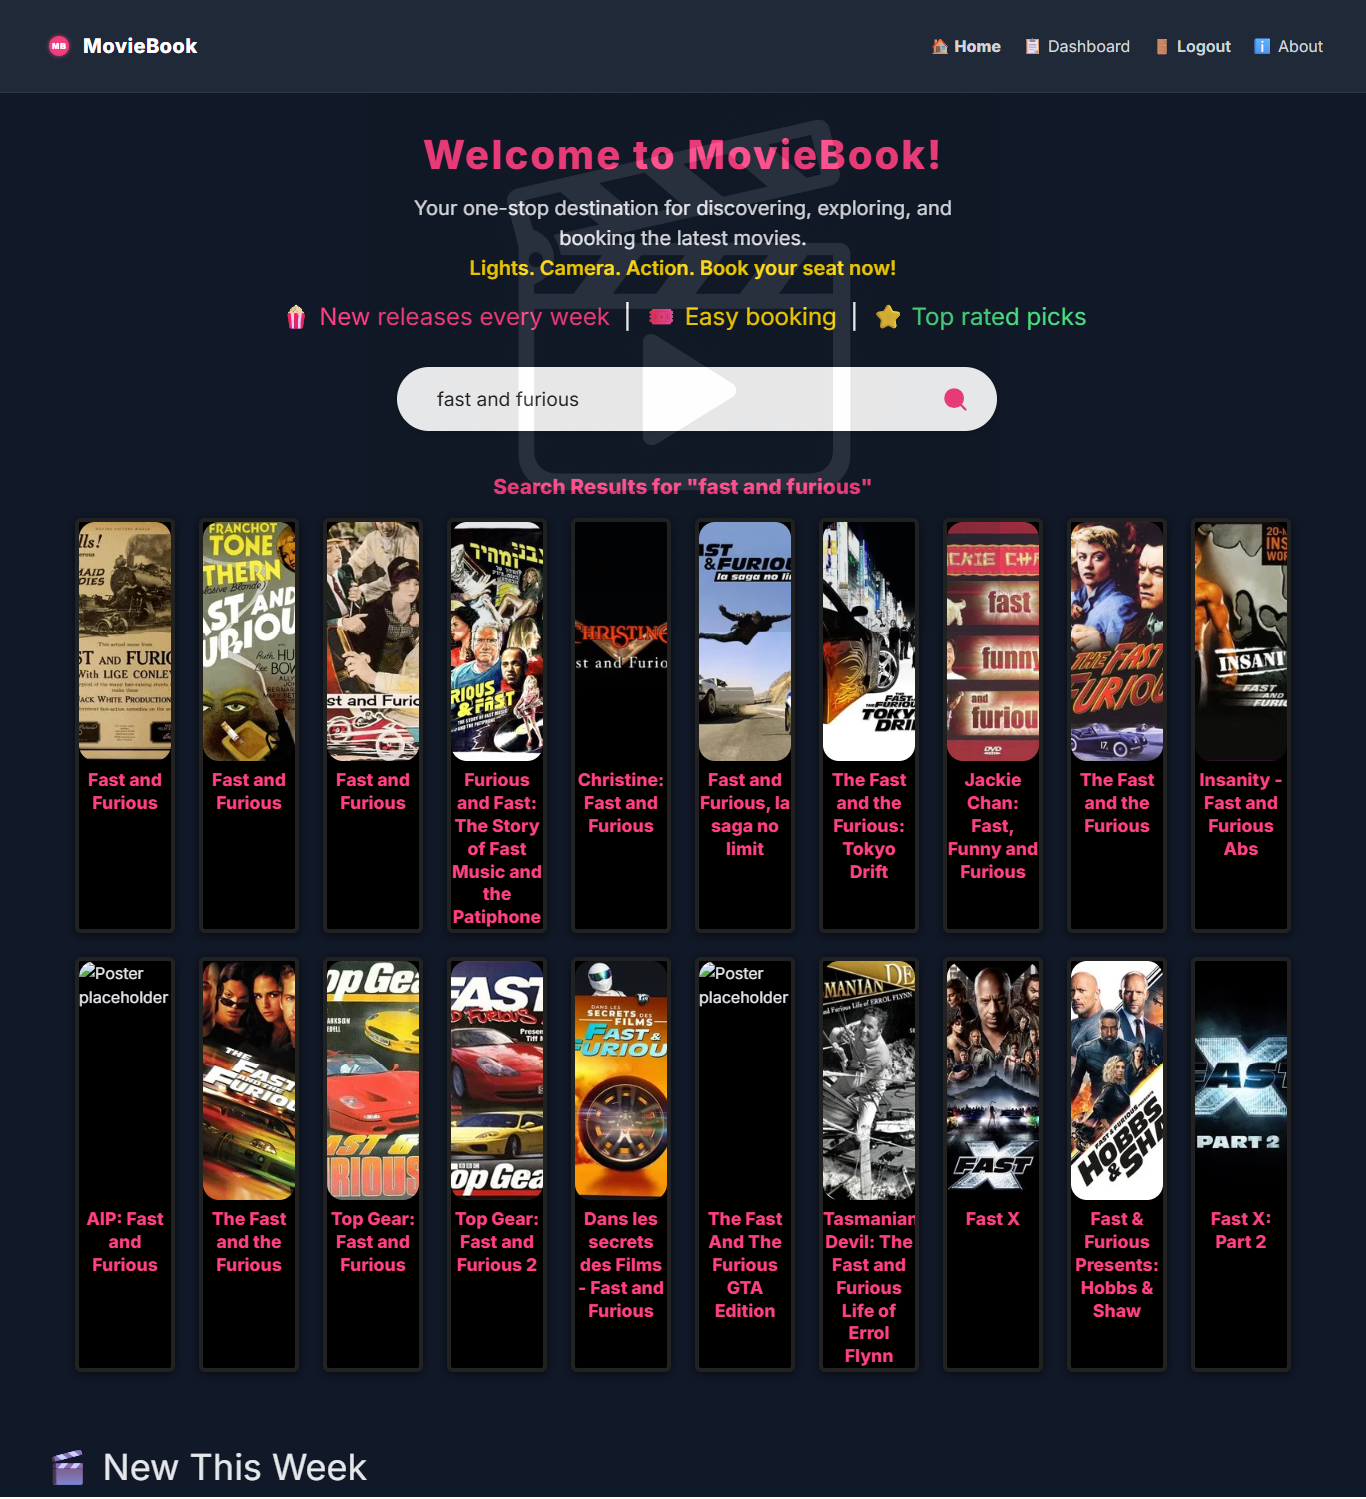 MB MovieBook
Home Dashboard Logout About
Welcome to MovieBook!
Your one-stop destination for discovering, exploring, and
booking the latest movies.
Lights. Camera. Action. Book your seat now!
New releases every week | Easy booking | Top rated picks
fast and furious
Search Results for "fast and furious"
Fast and
Furious
Fast and
Furious
Fast and
Furious
Furious
and Fast:
The Story
of Fast
Music and
the
Patiphone
Christine:
Fast and
Furious
Fast and
Furious, la
saga no
limit
The Fast
and the
Furious:
Tokyo
Drift
Jackie
Chan:
Fast,
Funny and
Furious
The Fast
and the
Furious
Insanity -
Fast and
Furious
Abs
Poster
placeholder
AIP: Fast
and
Furious
The Fast
and the
Furious
Top Gear:
Fast and
Furious
Top Gear:
Fast and
Furious 2
Dans les
secrets
des Films
- Fast and
Furious
Poster
placeholder
The Fast
And The
Furious
GTA
Edition
Tasmanian
Devil: The
Fast and
Furious
Life of
Errol
Flynn
Fast X
Fast &
Furious
Presents:
Hobbs &
Shaw
Fast X:
Part 2
New This Week